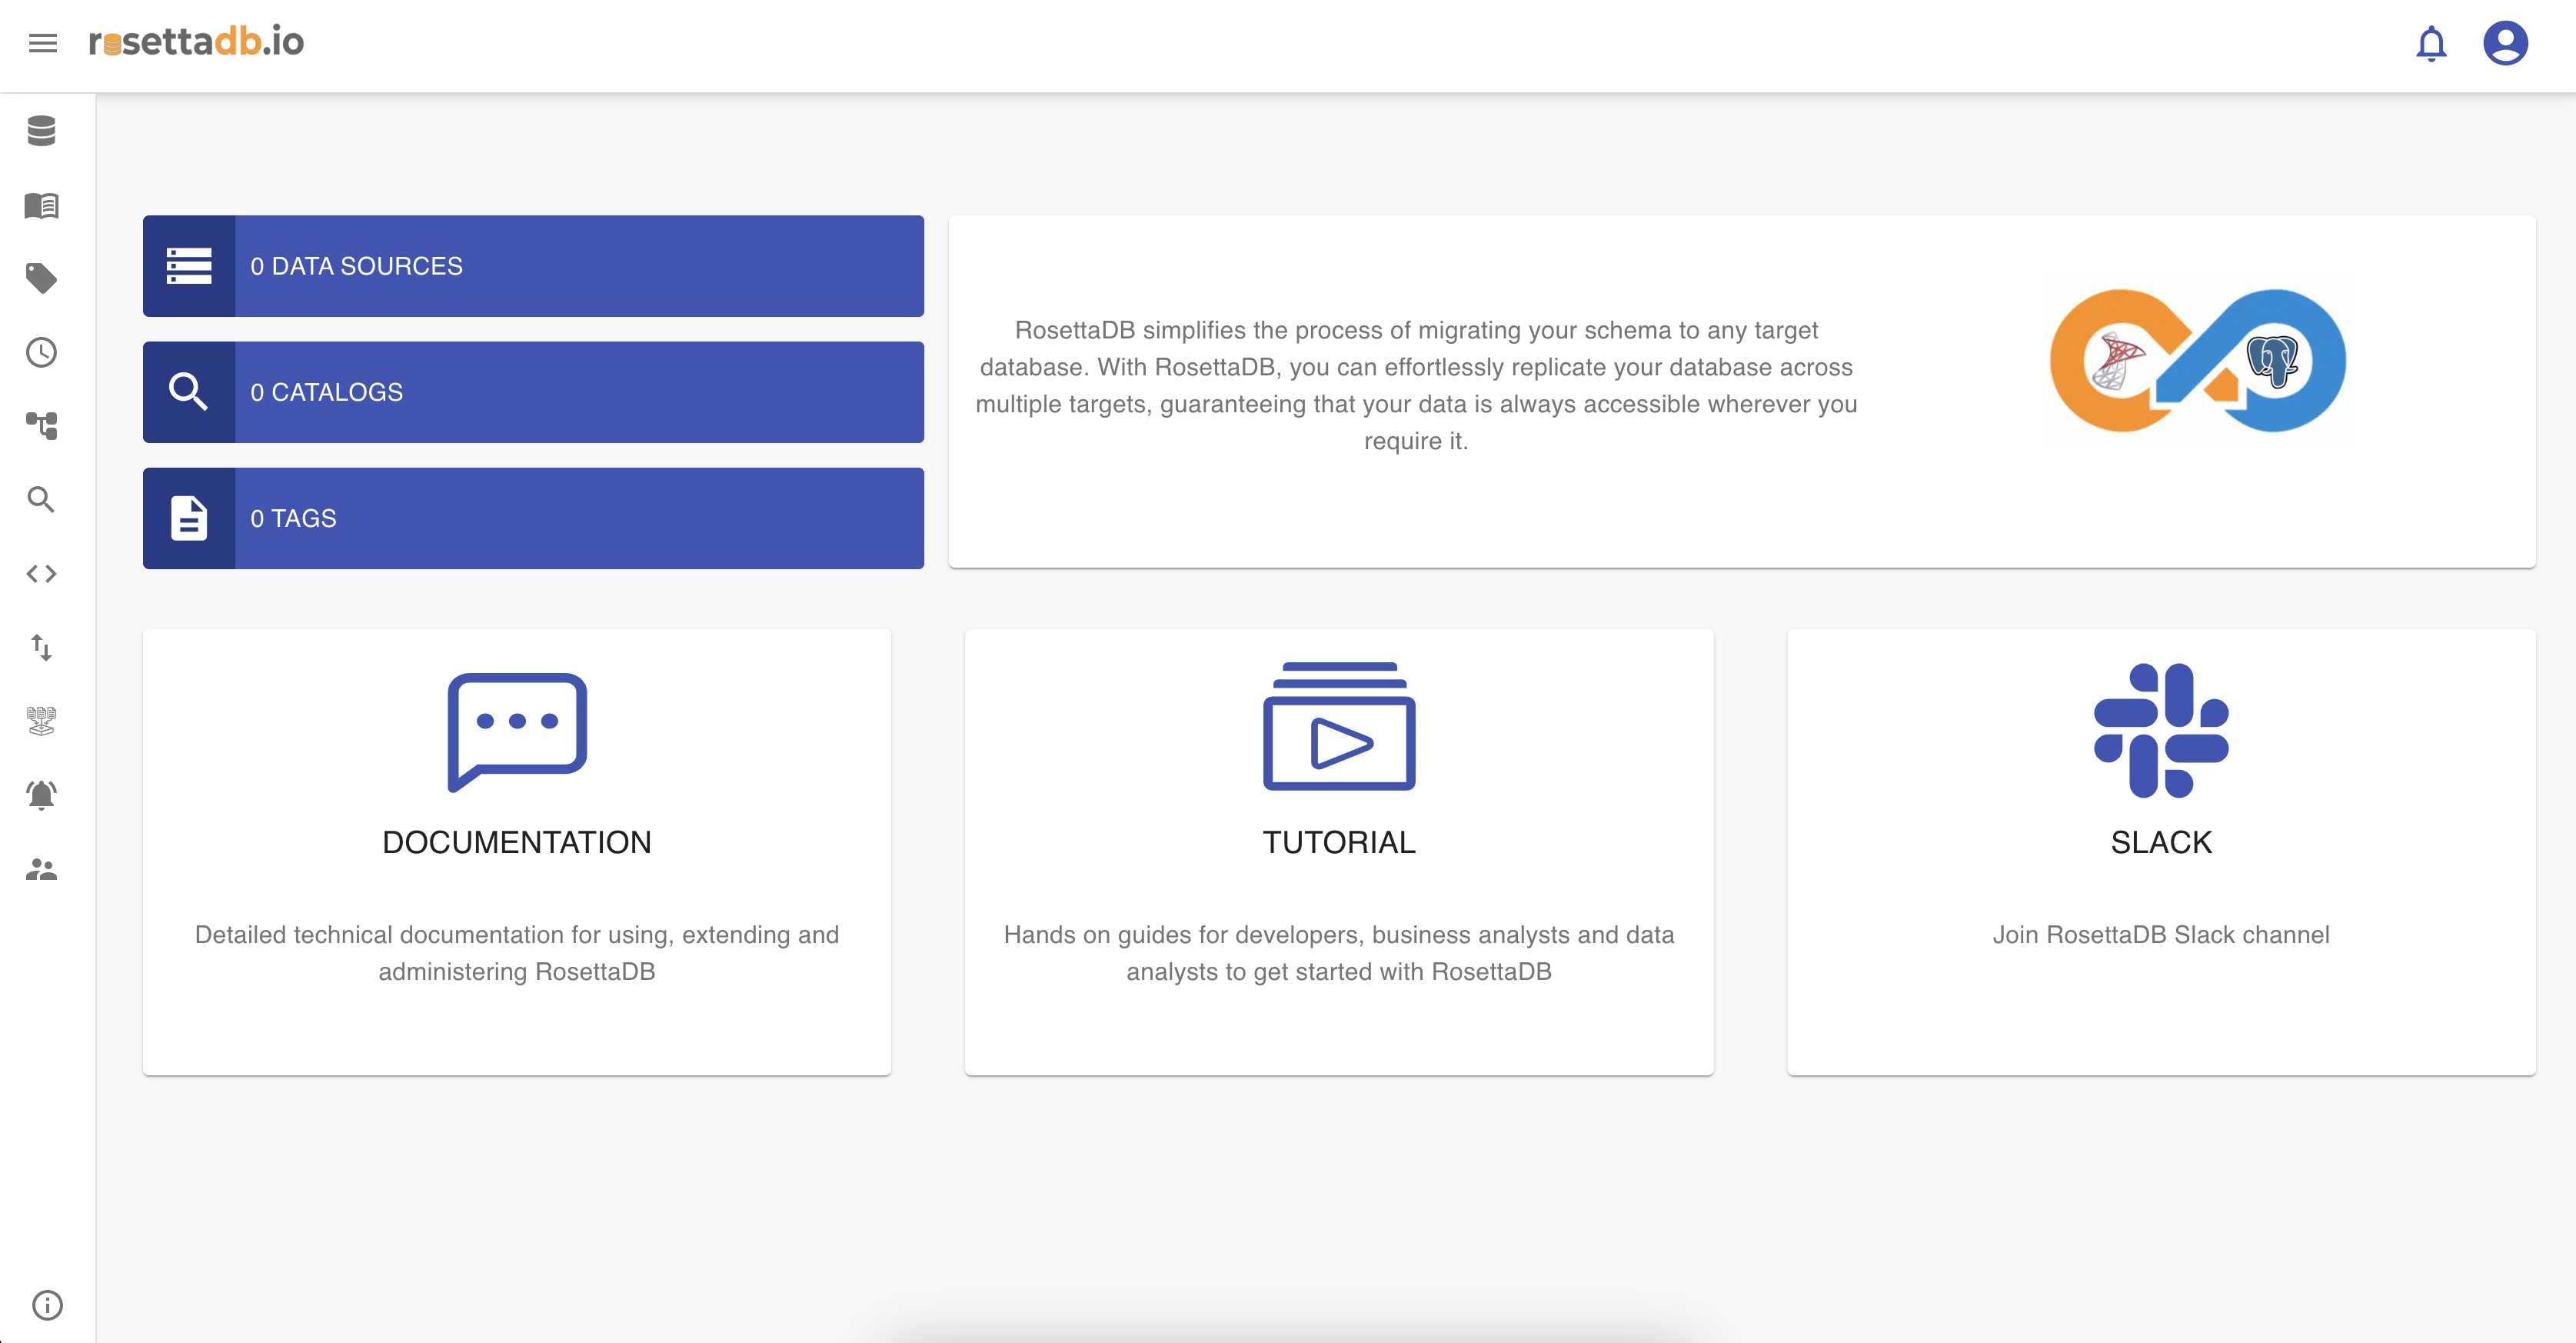 rosettadb.io
0 DATA SOURCES
0 CATALOGS
0 TAGS
RosettaDB simplifies the process of migrating your schema to any target
database. With RosettaDB, you can effortlessly replicate your database across
multiple targets, guaranteeing that your data is always accessible wherever you
require it.
DOCUMENTATION
Detailed technical documentation for using, extending and
administering RosettaDB
TUTORIAL
Hands on guides for developers, business analysts and data
analysts to get started with RosettaDB
SLACK
Join RosettaDB Slack channel